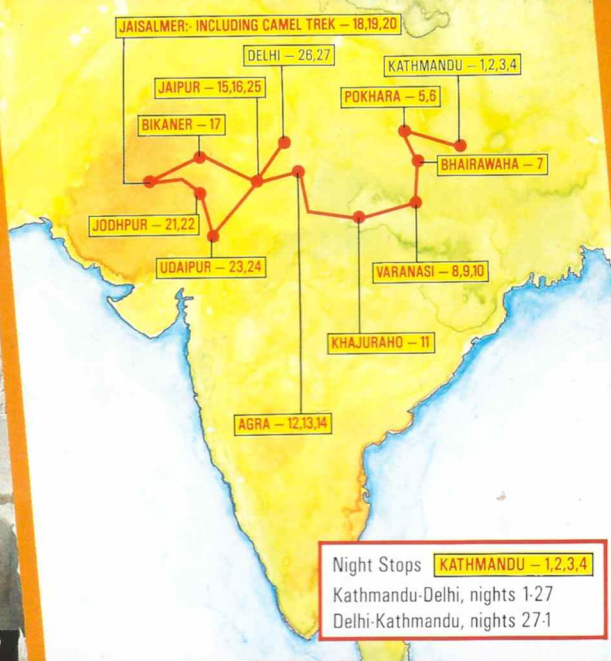 JAISALMER:- INCLUDING CAMEL TREK – 18,19,20
DELHI – 26,27
KATHMANDU – 1,2,3,4
JAIPUR – 15,16,25
POKHARA – 5,6
BIKANER – 17
BHAIRAWAHA – 7
JODHPUR – 21,22
UDAIPUR – 23,24
VARANASI – 8,9,10
KHAJURAHO – 11
AGRA – 12,13,14
Night Stops KATHMANDU – 1,2,3,4
Kathmandu-Delhi, nights 1-27
Delhi-Kathmandu, nights 27-1